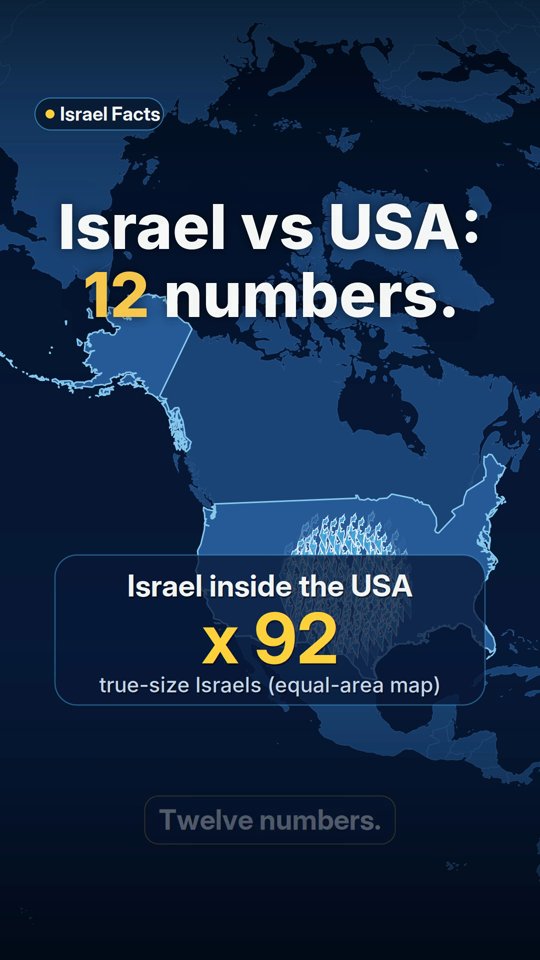 Israel Facts
Israel vs USA:
12 numbers.
Israel inside the USA
x 92
true-size Israels (equal-area map)
Twelve numbers.